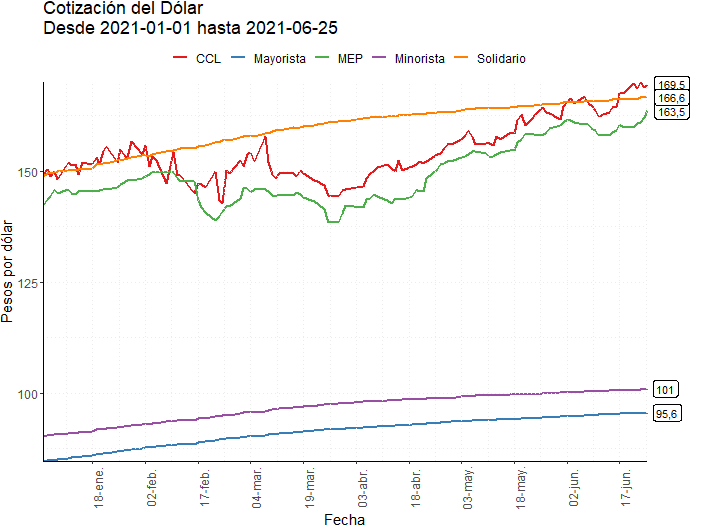 Cotización del Dólar
Desde 2021-01-01 hasta 2021-06-25
CCL Mayorista MEP Minorista Solidario
Pesos por dólar
150
125
100
169,5
166,6
163,5
101
95,6
18-ene. 02-feb. 17-feb. 04-mar. 19-mar. 03-abr. 18-abr. 03-may. 18-may. 02-jun. 17-jun.
Fecha